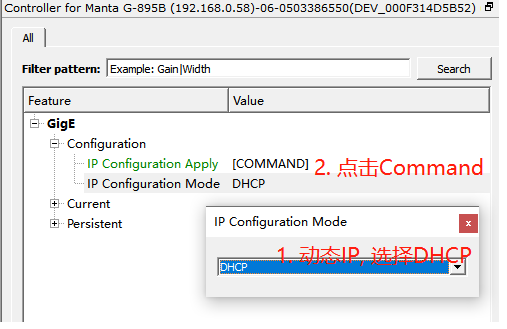 Controller for Manta G-895B (192.168.0.58)-06-0503386550(DEV_000F314D5B52)
All
Filter pattern: Example: Gain|Width Search
Feature Value
GigE
Configuration
IP Configuration Apply [COMMAND] 2. 点击Command
IP Configuration Mode DHCP
Current
Persistent
IP Configuration Mode x
1. 动态IP, 选择DHCP
DHCP